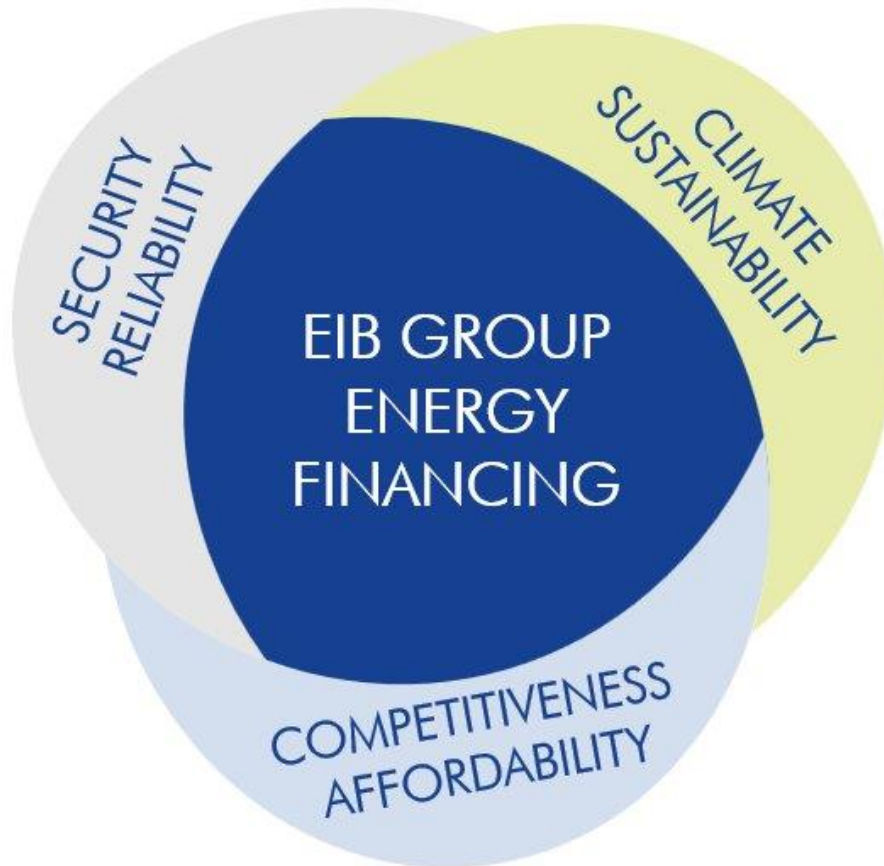 SECURITY
RELIABILITY
CLIMATE
SUSTAINABILITY
EIB GROUP
ENERGY
FINANCING
COMPETITIVENESS
AFFORDABILITY